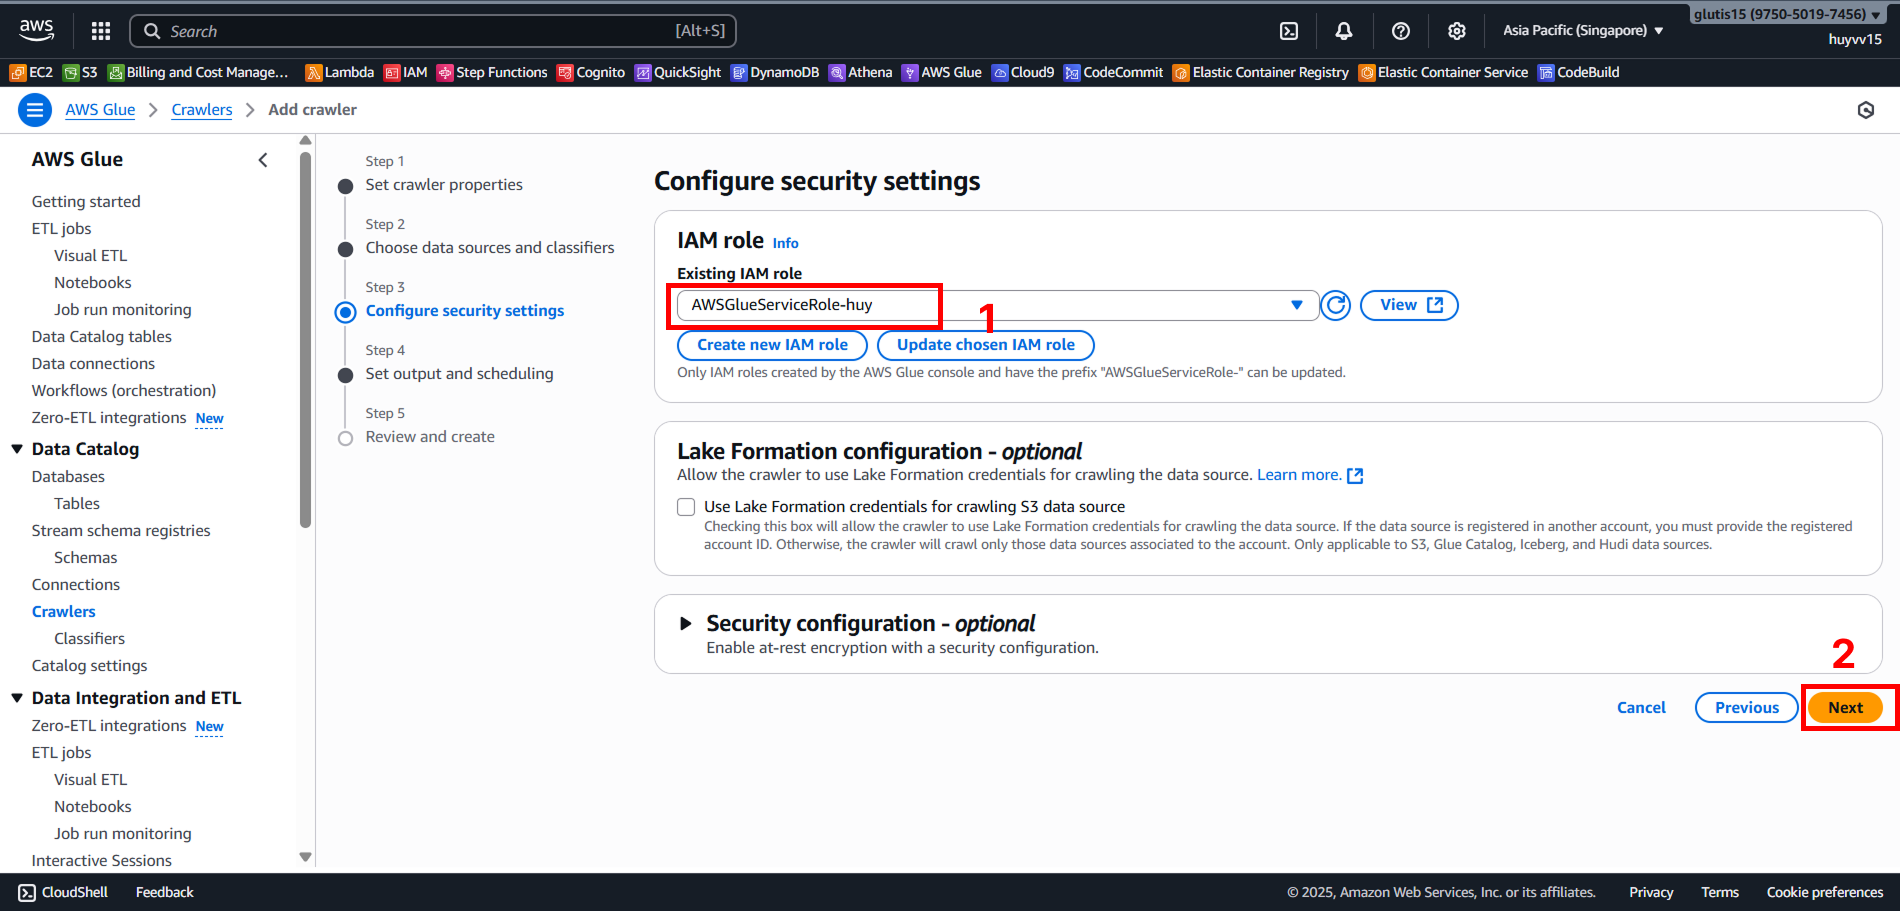 aws
Search [Alt+S]
Asia Pacific (Singapore)
glutis15 (9750-5019-7456)
huyvv15
EC2 S3 Billing and Cost Manage... Lambda IAM Step Functions Cognito QuickSight DynamoDB Athena AWS Glue Cloud9 CodeCommit Elastic Container Registry Elastic Container Service CodeBuild
AWS Glue Crawlers Add crawler
AWS Glue
Getting started
ETL jobs
Visual ETL
Notebooks
Job run monitoring
Data Catalog tables
Data connections
Workflows (orchestration)
Zero-ETL integrations New
Data Catalog
Databases
Tables
Stream schema registries
Schemas
Connections
Crawlers
Classifiers
Catalog settings
Data Integration and ETL
Zero-ETL integrations New
ETL jobs
Visual ETL
Notebooks
Job run monitoring
Interactive Sessions
Step 1
Set crawler properties
Step 2
Choose data sources and classifiers
Step 3
Configure security settings
Step 4
Set output and scheduling
Step 5
Review and create
Configure security settings
IAM role Info
Existing IAM role
AWSGlueServiceRole-huy
1
View
Create new IAM role Update chosen IAM role
Only IAM roles created by the AWS Glue console and have the prefix "AWSGlueServiceRole-" can be updated.
Lake Formation configuration - optional
Allow the crawler to use Lake Formation credentials for crawling the data source. Learn more.
Use Lake Formation credentials for crawling S3 data source
Checking this box will allow the crawler to use Lake Formation credentials for crawling the data source. If the data source is registered in another account, you must provide the registered
account ID. Otherwise, the crawler will crawl only those data sources associated to the account. Only applicable to S3, Glue Catalog, Iceberg, and Hudi data sources.
Security configuration - optional
Enable at-rest encryption with a security configuration.
2
Cancel Previous Next
CloudShell Feedback © 2025, Amazon Web Services, Inc. or its affiliates. Privacy Terms Cookie preferences